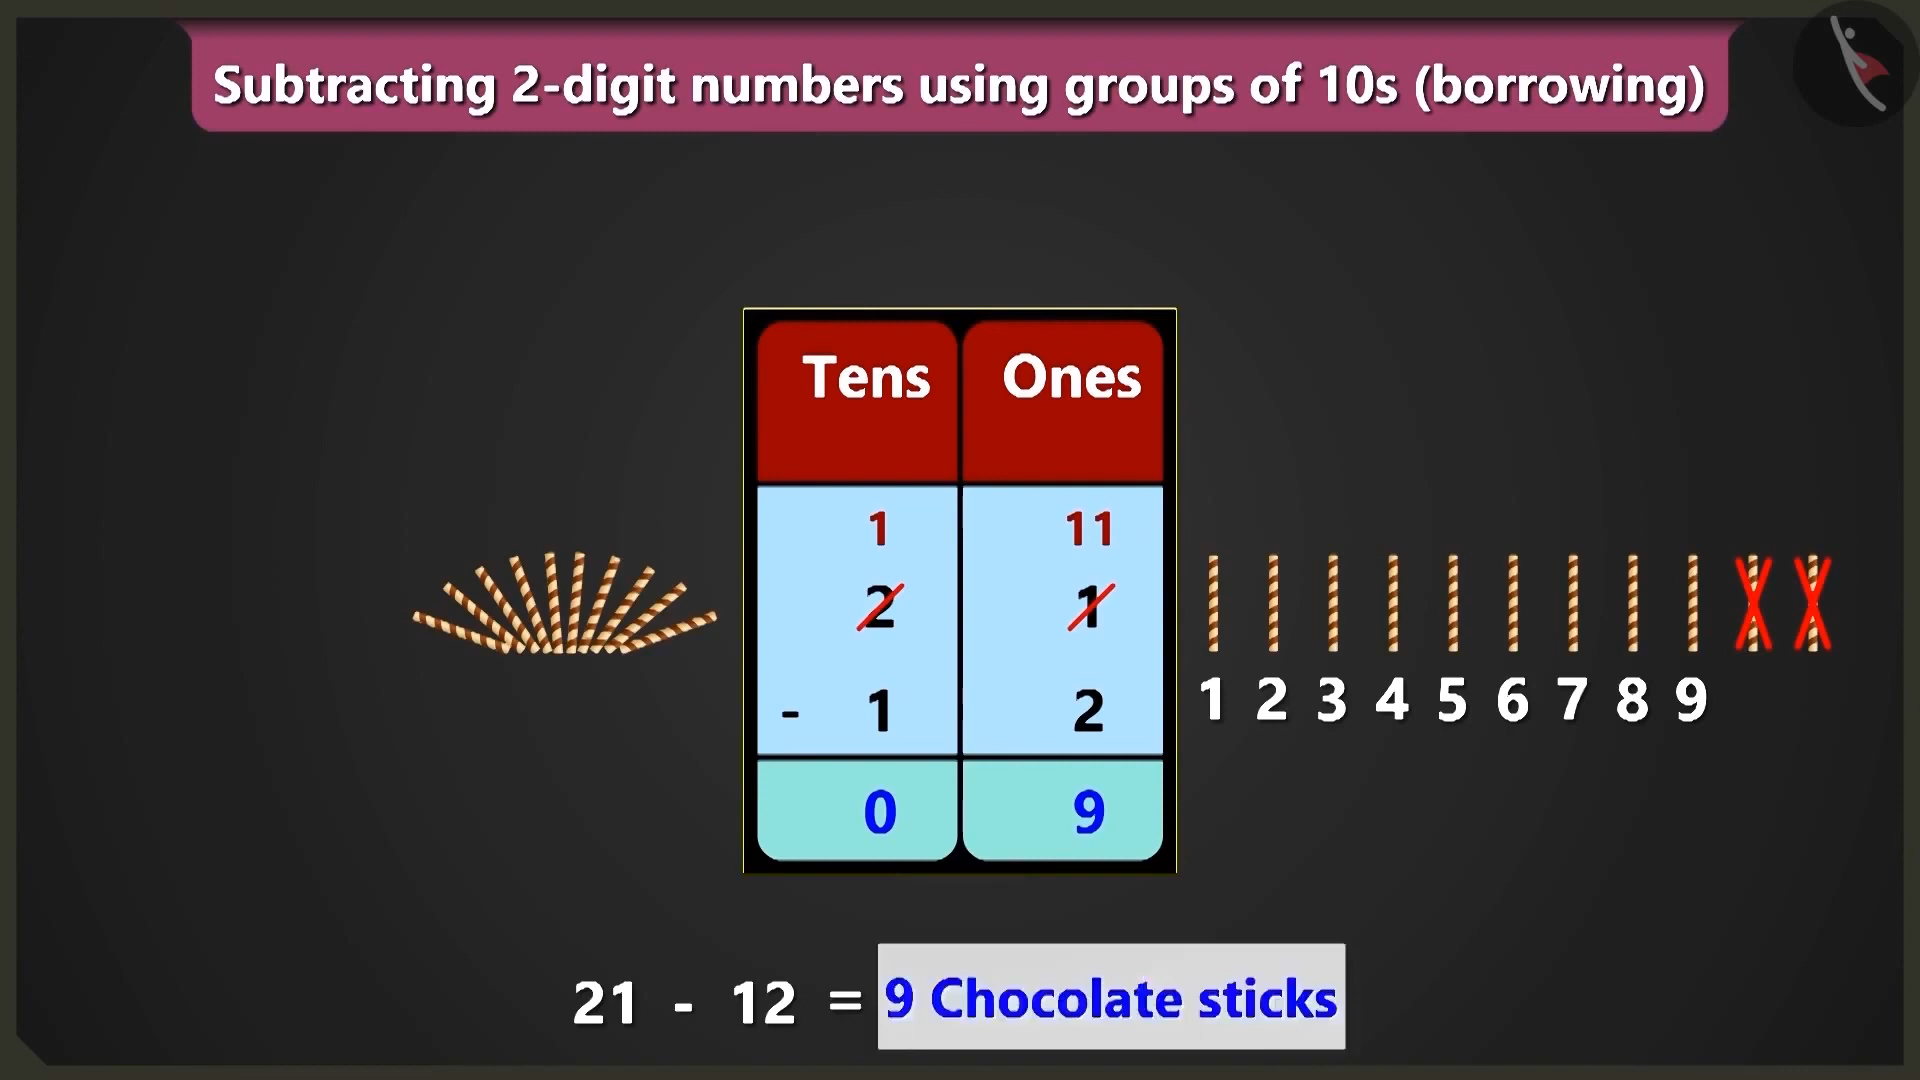 Subtracting 2-digit numbers using groups of 10s (borrowing)
Tens Ones
1 11
2 1
- 1 2
0 9
1 2 3 4 5 6 7 8 9
21 - 12 = 9 Chocolate sticks